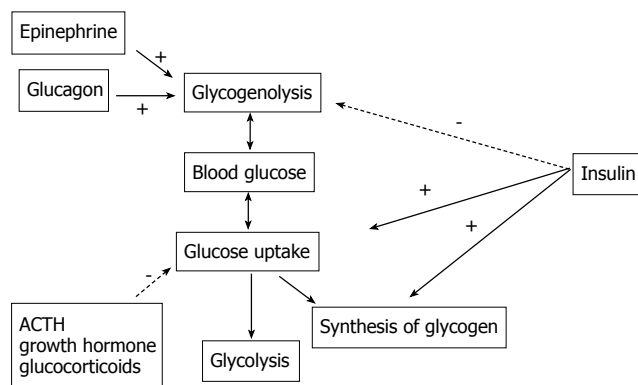 Epinephrine
+
Glucagon
+
Glycogenolysis
-
Blood glucose
Insulin
+
+
Glucose uptake
-
ACTH
growth hormone
glucocorticoids
Synthesis of glycogen
Glycolysis